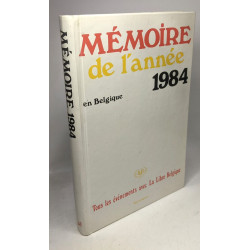 MÉMOIRE
de l'année
1984
en Belgique
Tous les événements avec La Libre Belgique
MÉMOIRE 1984